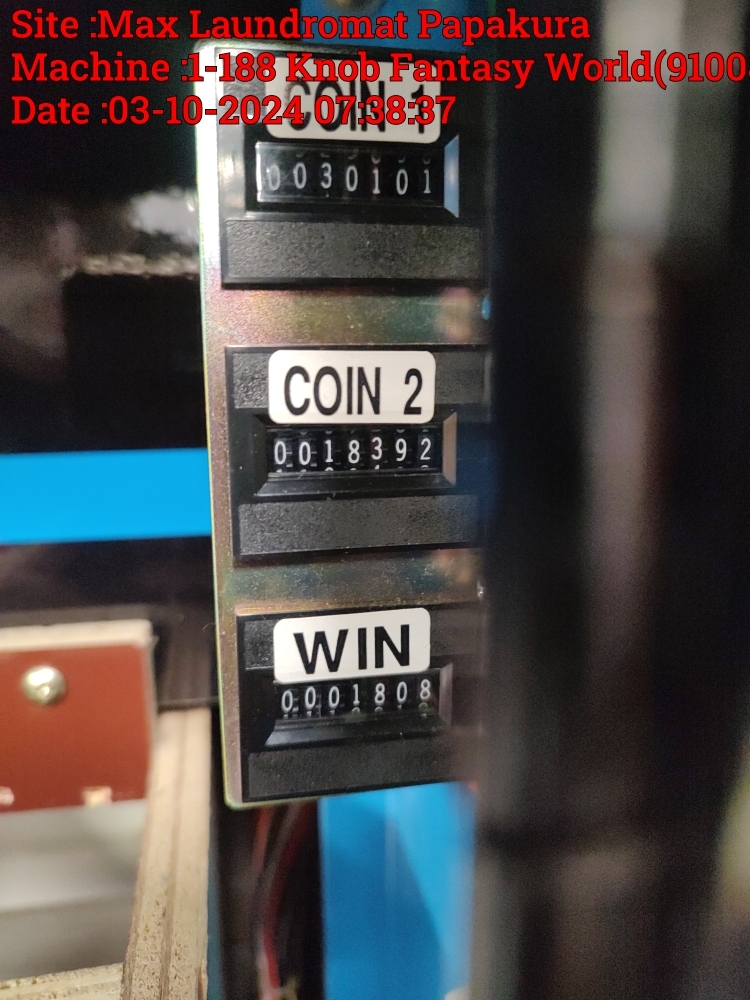 Site :Max Laundromat Papakura
Machine :1-188 Knob Fantasy World(9100
Date :03-10-2024 07:38:37
COIN 1
0030101
COIN 2
0018392
WIN
0001808